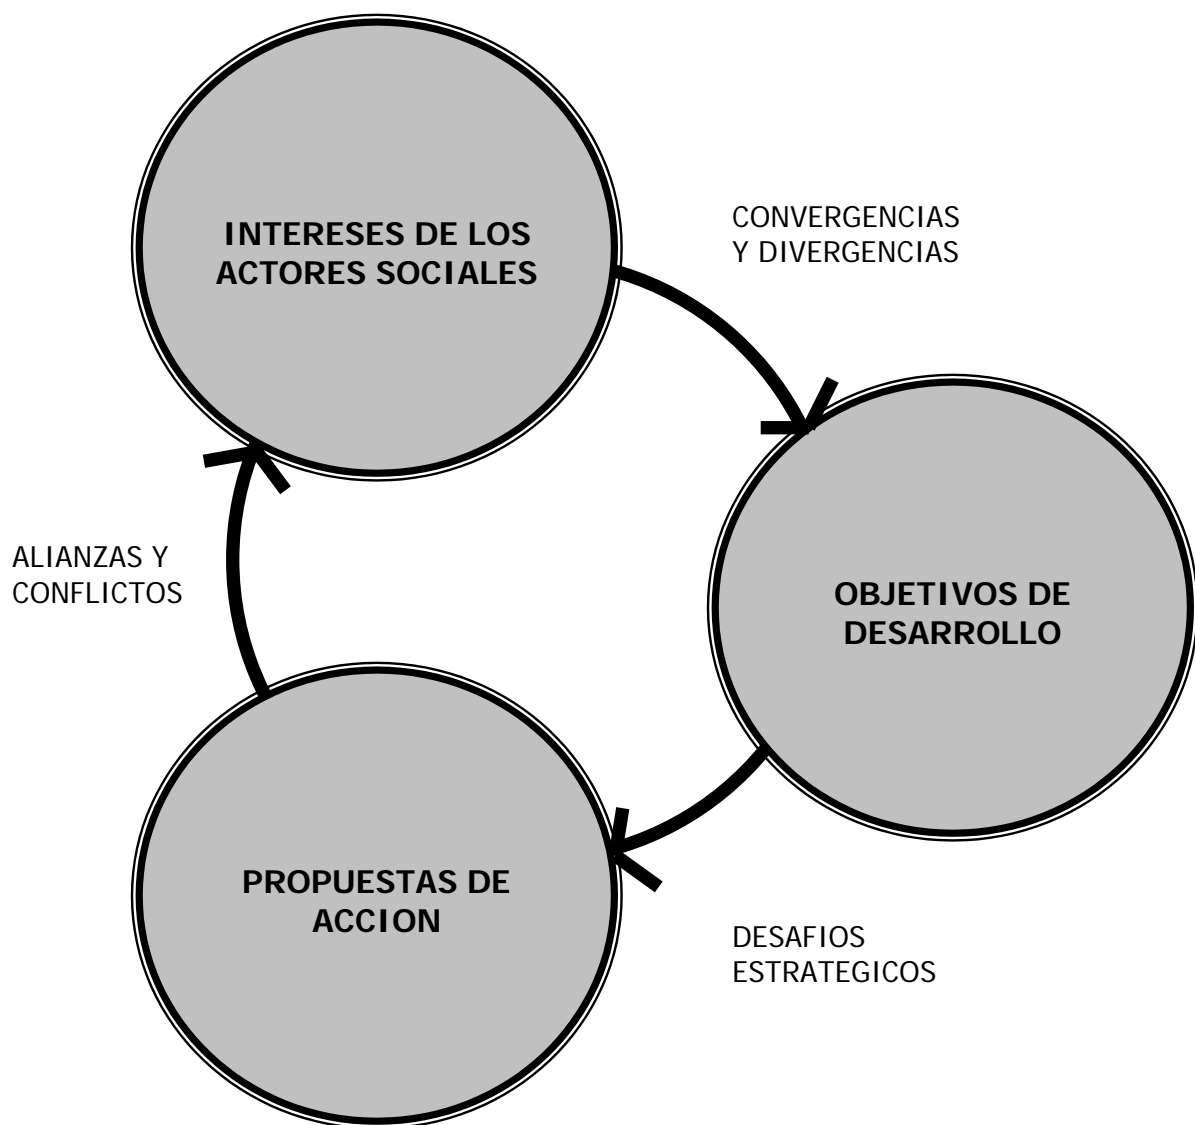 INTERESES DE LOS
ACTORES SOCIALES
CONVERGENCIAS
Y DIVERGENCIAS
ALIANZAS Y
CONFLICTOS
OBJETIVOS DE
DESARROLLO
PROPUESTAS DE
ACCION
DESAFIOS
ESTRATEGICOS